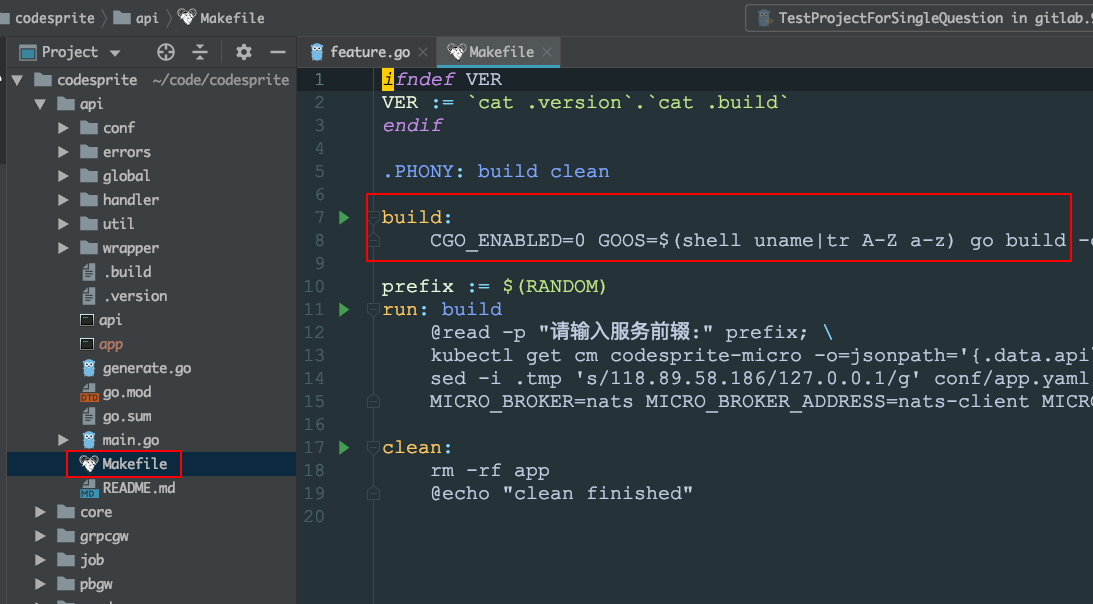 codesprite api Makefile
TestProjectForSingleQuestion in gitlab.
Project
feature.go
Makefile
codesprite ~/code/codesprite
api
conf
errors
global
handler
util
wrapper
.build
.version
api
app
generate.go
go.mod
go.sum
main.go
Makefile
README.md
core
grpcgw
job
pbgw
1 ifndef VER
2 VER := `cat .version`.`cat .build`
3 endif
4
5 .PHONY: build clean
6
7 build:
8 CGO_ENABLED=0 GOOS=$(shell uname|tr A-Z a-z) go build
9
10 prefix := $(RANDOM)
11 run: build
12 @read -p "请输入服务前辍:" prefix; \
13 kubectl get cm codesprite-micro -o=jsonpath='{.data.api
14 sed -i .tmp 's/118.89.58.186/127.0.0.1/g' conf/app.yaml
15 MICRO_BROKER=nats MICRO_BROKER_ADDRESS=nats-client MICRO
16
17 clean:
18 rm -rf app
19 @echo "clean finished"
20